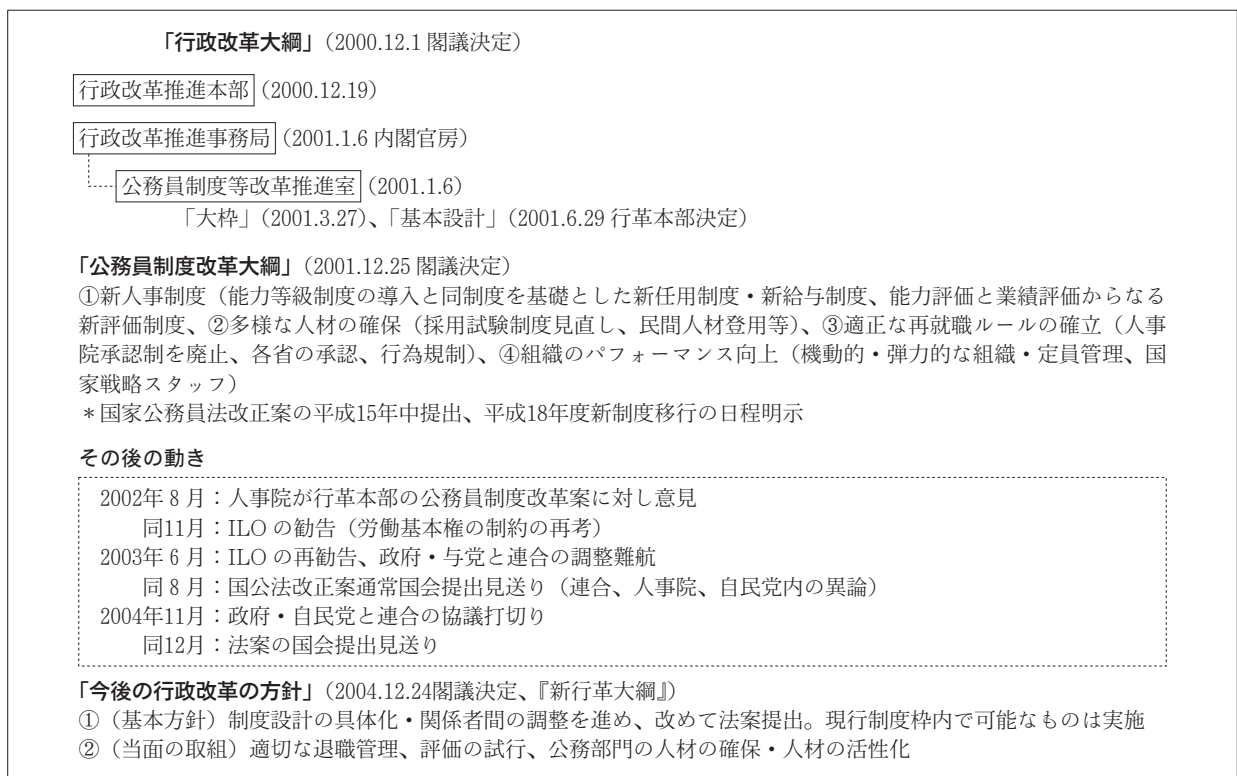 「行政改革大綱」（2000.12.1 閣議決定）
行政改革推進本部（2000.12.19）
行政改革推進事務局（2001.1.6 内閣官房）
公務員制度等改革推進室（2001.1.6）
「大枠」（2001.3.27）、「基本設計」（2001.6.29 行革本部決定）
「公務員制度改革大綱」（2001.12.25 閣議決定）
①新人事制度（能力等級制度の導入と同制度を基礎とした新任用制度・新給与制度、能力評価と業績評価からなる
新評価制度、②多様な人材の確保（採用試験制度見直し、民間人材登用等）、③適正な再就職ルールの確立（人事
院承認制を廃止、各省の承認、行為規制）、④組織のパフォーマンス向上（機動的・弾力的な組織・定員管理、国
家戦略スタッフ）
＊国家公務員法改正案の平成15年中提出、平成18年度新制度移行の日程明示
その後の動き
2002年８月：人事院が行革本部の公務員制度改革案に対し意見
同11月：ILO の勧告（労働基本権の制約の再考）
2003年６月：ILO の再勧告、政府・与党と連合の調整難航
同８月：国公法改正案通常国会提出見送り（連合、人事院、自民党内の異論）
2004年11月：政府・自民党と連合の協議打切り
同12月：法案の国会提出見送り
「今後の行政改革の方針」（2004.12.24閣議決定、『新行革大綱』）
①（基本方針）制度設計の具体化・関係者間の調整を進め、改めて法案提出。現行制度枠内で可能なものは実施
②（当面の取組）適切な退職管理、評価の試行、公務部門の人材の確保・人材の活性化